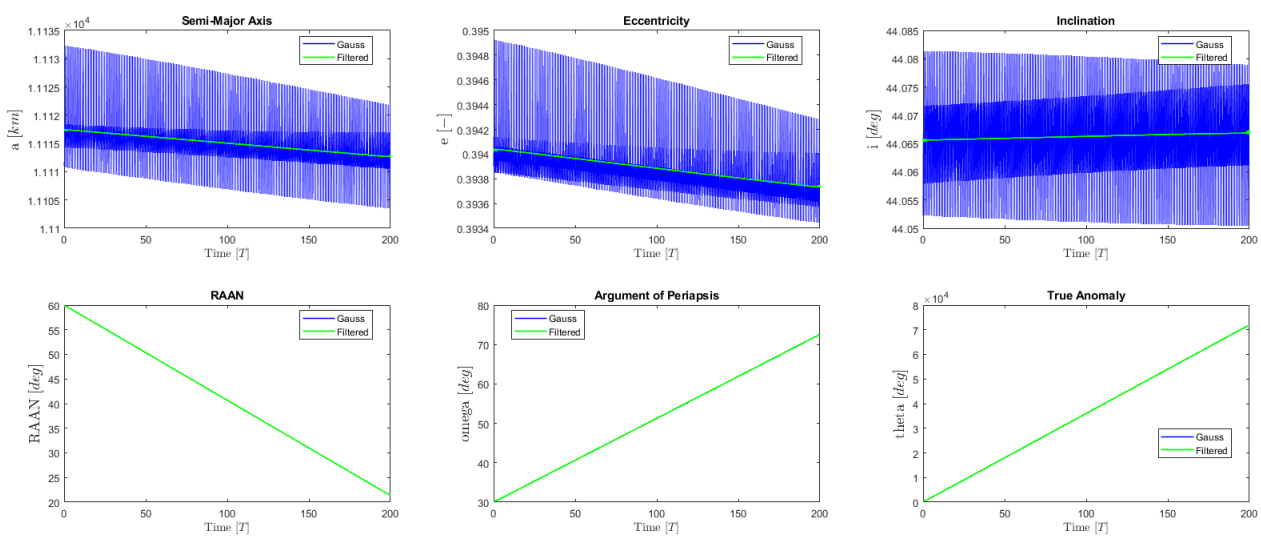 Semi-Major Axis
×10^4
1.1135
1.113
1.1125
1.112
1.1115
1.111
1.1105
1.11
a [km]
0 50 100 150 200
Time [T]
Gauss
Filtered
Eccentricity
0.395
0.3948
0.3946
0.3944
0.3942
0.394
0.3938
0.3936
0.3934
e [−]
0 50 100 150 200
Time [T]
Gauss
Filtered
Inclination
44.085
44.08
44.075
44.07
44.065
44.06
44.055
44.05
i [deg]
0 50 100 150 200
Time [T]
Gauss
Filtered
RAAN
60
55
50
45
40
35
30
25
20
RAAN [deg]
0 50 100 150 200
Time [T]
Gauss
Filtered
Argument of Periapsis
80
70
60
50
40
30
omega [deg]
0 50 100 150 200
Time [T]
Gauss
Filtered
True Anomaly
×10^4
8
7
6
5
4
3
2
1
0
theta [deg]
0 50 100 150 200
Time [T]
Gauss
Filtered